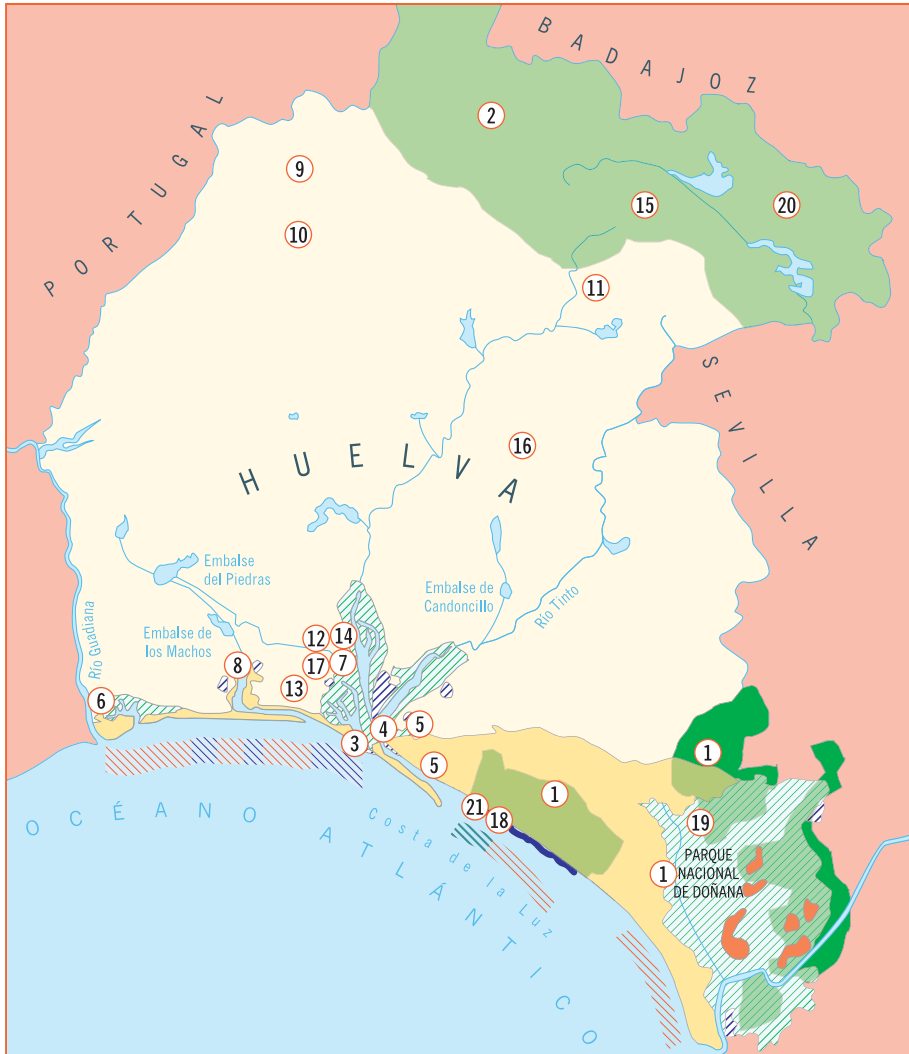 BADAJOZ
PORTUGAL
2
9
20
15
10
11
SEVILLA
HUELVA
16
Embalse
del Piedras
Embalse de
Candoncillo
Río Tinto
Río Guadiana
Embalse de
los Machos
12
14
17
7
8
13
6
5
4
3
5
1
1
21
18
19
PARQUE
NACIONAL
DE DOÑANA
1
Costa de la Luz
OCÉANO ATLÁNTICO